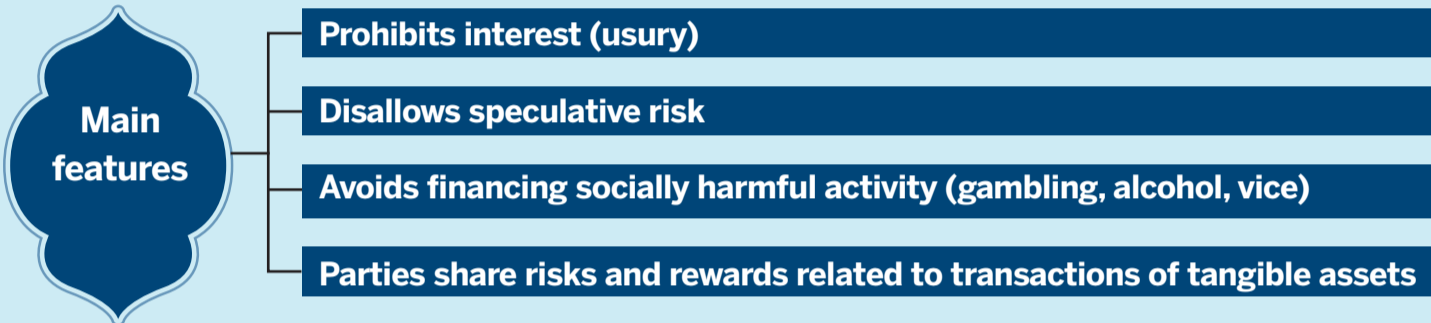 Main
features
Prohibits interest (usury)
Disallows speculative risk
Avoids financing socially harmful activity (gambling, alcohol, vice)
Parties share risks and rewards related to transactions of tangible assets